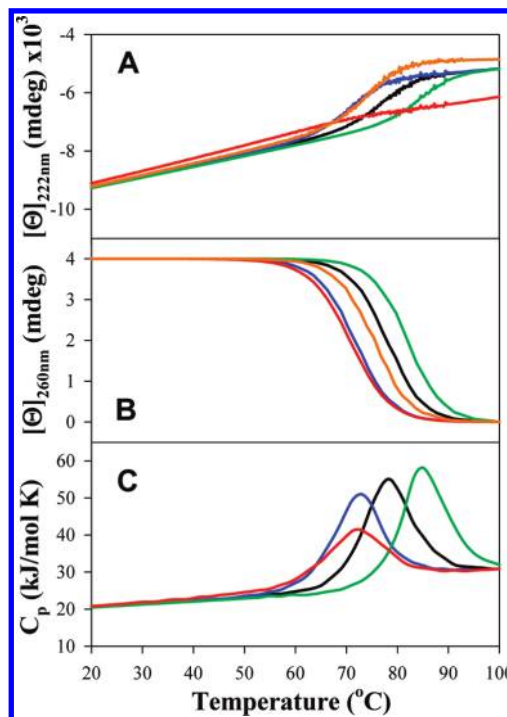 A
[Θ]222nm (mdeg) x10³
-4
-6
-8
-10
B
[Θ]260nm (mdeg)
4
3
2
1
0
C
Cp (kJ/mol K)
60
50
40
30
20
10
20 30 40 50 60 70 80 90 100
Temperature (°C)